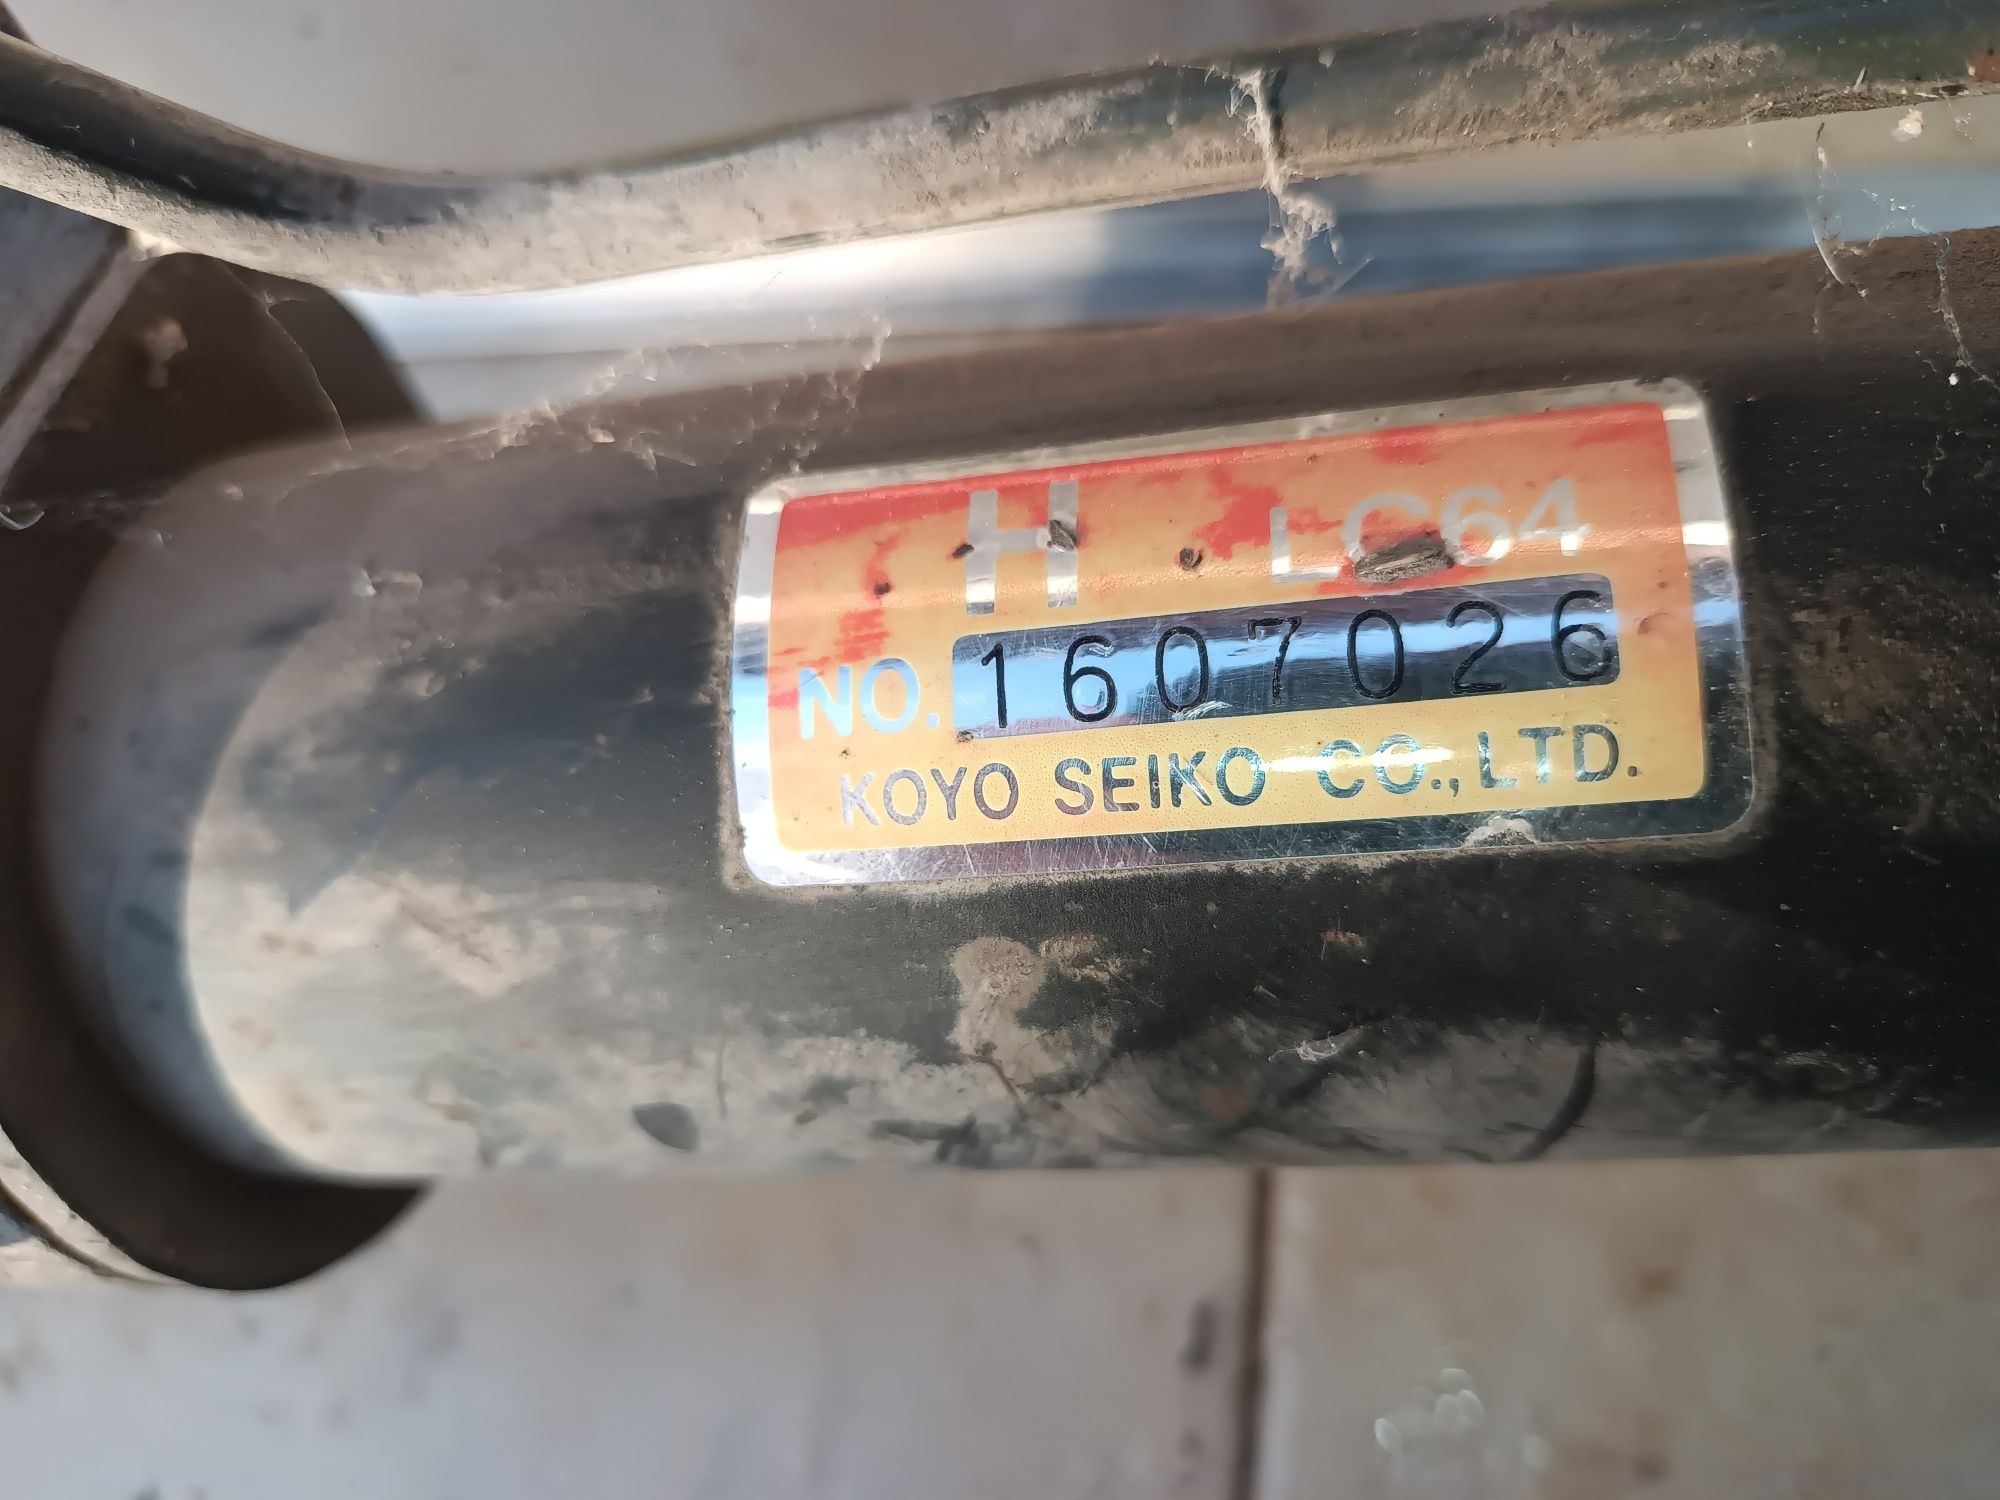 H LC64
NO. 1607026
KOYO SEIKO CO., LTD.